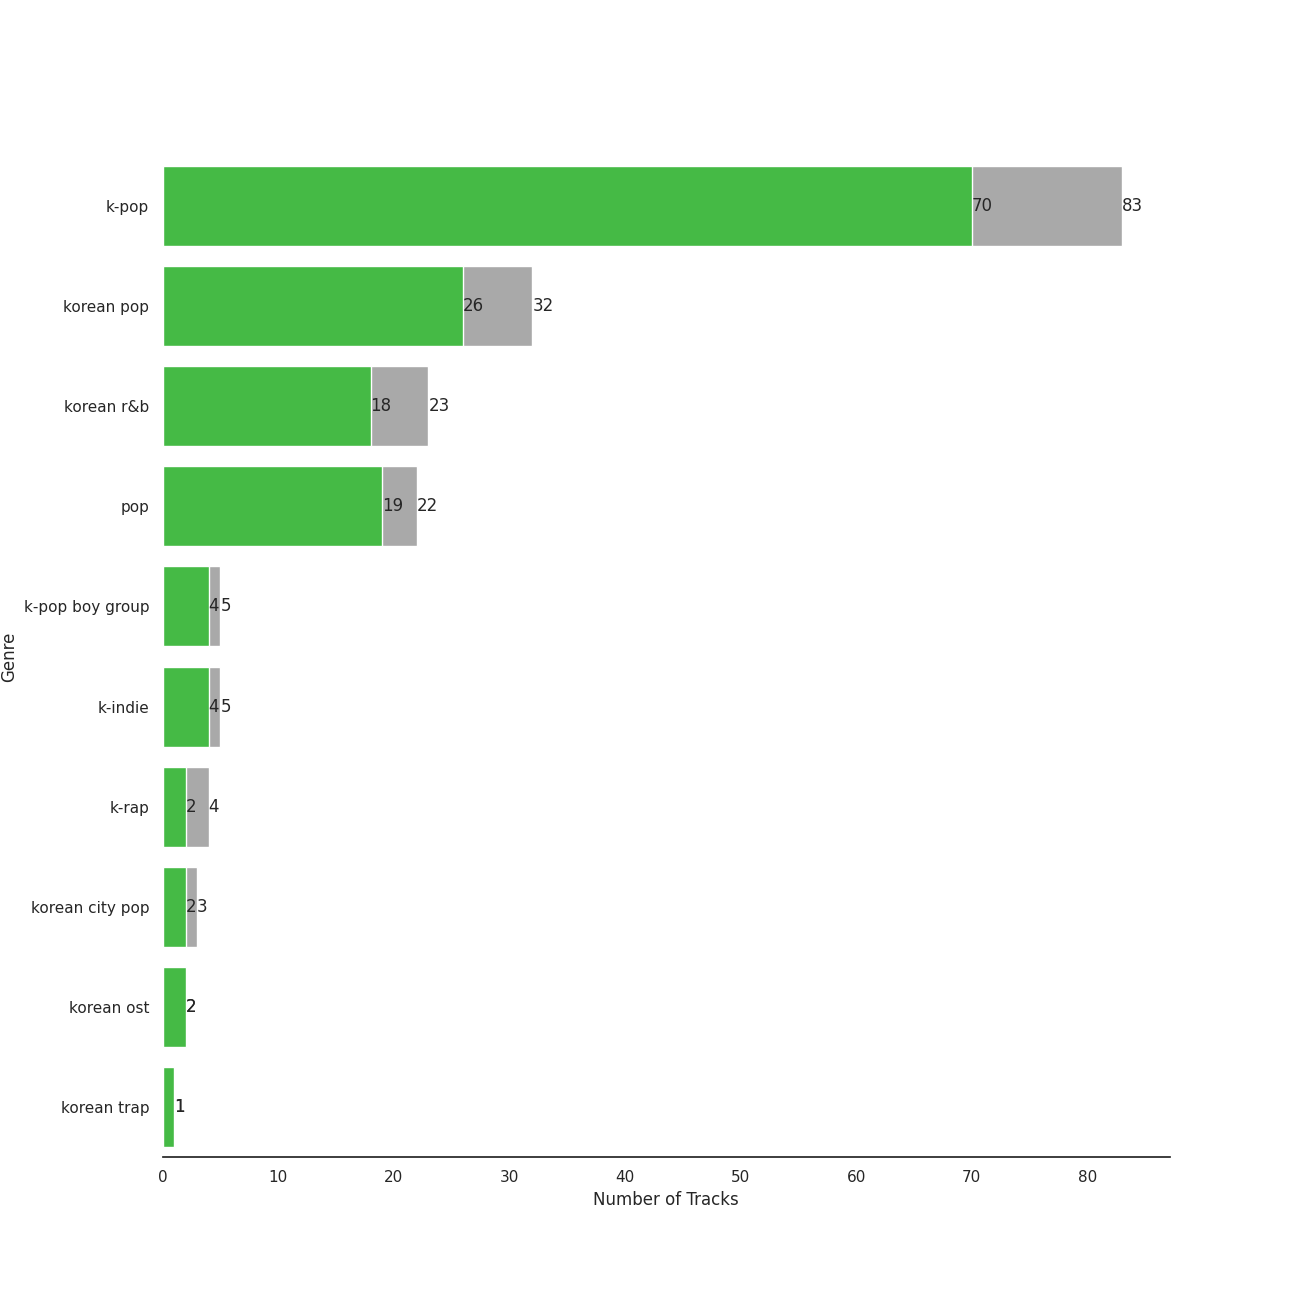 k-pop 70 83
korean pop 26 32
korean r&b 18 23
pop 19 22
k-pop boy group 4 5
k-indie 4 5
k-rap 2 4
korean city pop 2 3
korean ost 2
korean trap 1
Genre
0 10 20 30 40 50 60 70 80
Number of Tracks